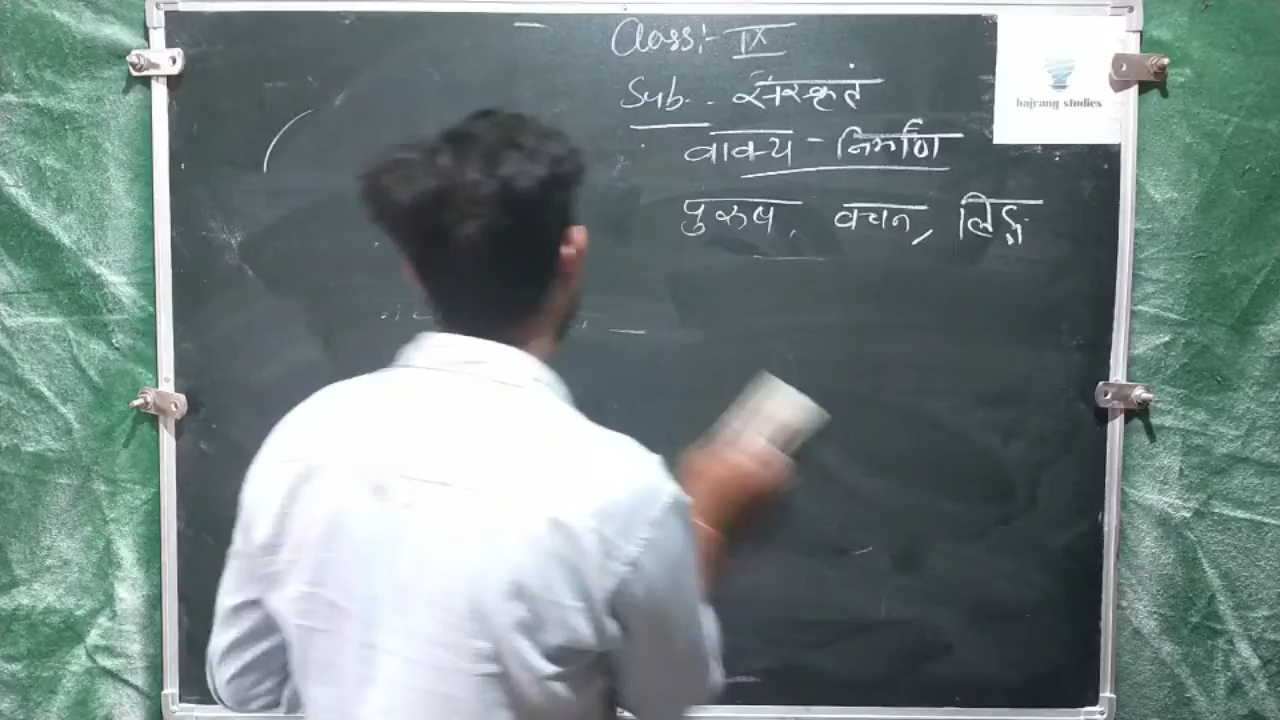 Class:- IX
Sub. - संस्कृतं
वाक्य - निर्माण
पुरुष, वचन, लिङ्ग
bajrang studies